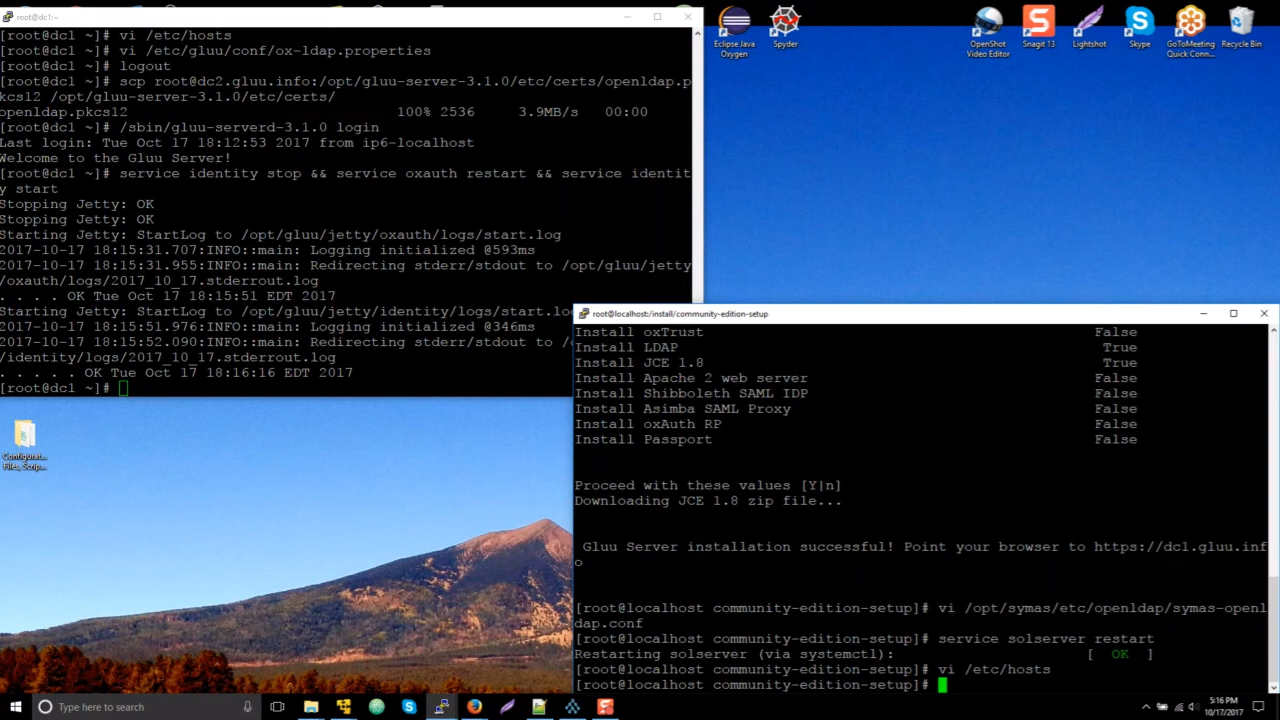 root@dc1:~
[root@dc1 ~]# vi /etc/hosts
[root@dc1 ~]# vi /etc/gluu/conf/ox-ldap.properties
[root@dc1 ~]# logout
[root@dc1 ~]# scp root@dc2.gluu.info:/opt/gluu-server-3.1.0/etc/certs/openldap.p
kcs12 /opt/gluu-server-3.1.0/etc/certs/
openldap.pkcs12 100% 2536 3.9MB/s 00:00
[root@dc1 ~]# /sbin/gluu-serverd-3.1.0 login
Last login: Tue Oct 17 18:12:53 2017 from ip6-localhost
Welcome to the Gluu Server!
[root@dc1 ~]# service identity stop && service oxauth restart && service identit
y start
Stopping Jetty: OK
Stopping Jetty: OK
Starting Jetty: StartLog to /opt/gluu/jetty/oxauth/logs/start.log
2017-10-17 18:15:31.707:INFO::main: Logging initialized @593ms
2017-10-17 18:15:31.955:INFO::main: Redirecting stderr/stdout to /opt/gluu/jetty
/oxauth/logs/2017_10_17.stderrout.log
. . . . OK Tue Oct 17 18:15:51 EDT 2017
Starting Jetty: StartLog to /opt/gluu/jetty/identity/logs/start.lo
2017-10-17 18:15:51.976:INFO::main: Logging initialized @346ms
2017-10-17 18:15:52.090:INFO::main: Redirecting stderr/stdout to /
/identity/logs/2017_10_17.stderrout.log
. . . . . OK Tue Oct 17 18:16:16 EDT 2017
[root@dc1 ~]#
Eclipse Java
Oxygen
Spyder
OpenShot
Video Editor
Snagit 13
Lightshot
Skype
GoToMeeting
Quick Conn...
Recycle Bin
root@localhost:/install/community-edition-setup
Install oxTrust False
Install LDAP True
Install JCE 1.8 True
Install Apache 2 web server False
Install Shibboleth SAML IDP False
Install Asimba SAML Proxy False
Install oxAuth RP False
Install Passport False
Proceed with these values [Y|n]
Downloading JCE 1.8 zip file...
Gluu Server installation successful! Point your browser to https://dc1.gluu.inf
o
[root@localhost community-edition-setup]# vi /opt/symas/etc/openldap/symas-openl
dap.conf
[root@localhost community-edition-setup]# service solserver restart
Restarting solserver (via systemctl): [ OK ]
[root@localhost community-edition-setup]# vi /etc/hosts
[root@localhost community-edition-setup]#
Configurat...
Files, Scrip...
Type here to search
5:16 PM
10/17/2017